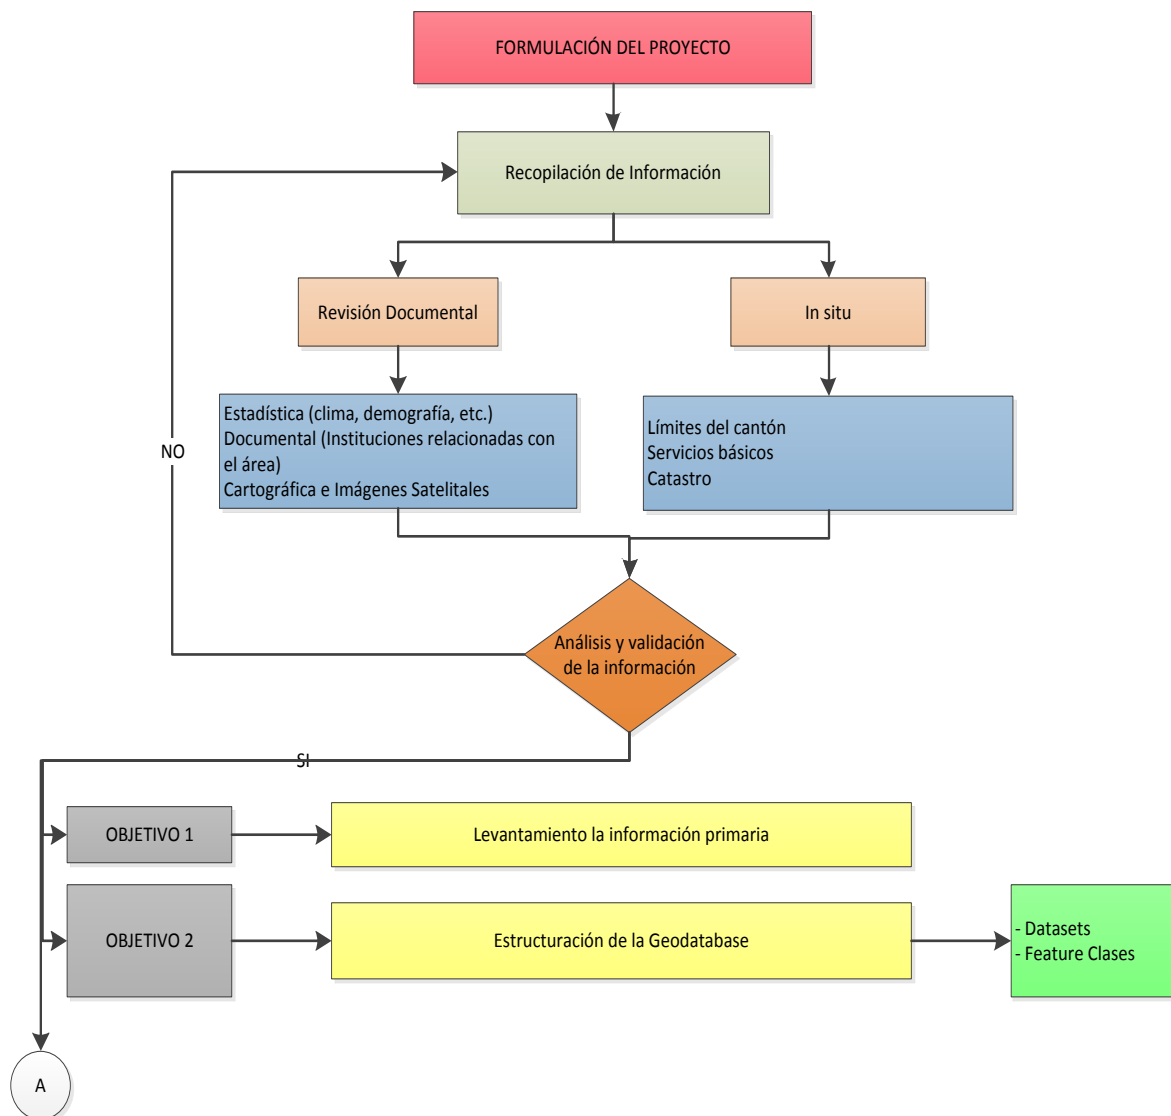 FORMULACIÓN DEL PROYECTO
Recopilación de Información
Revisión Documental
In situ
Estadística (clima, demografía, etc.)
Documental (Instituciones relacionadas con
el área)
Cartográfica e Imágenes Satelitales
Límites del cantón
Servicios básicos
Catastro
NO
Análisis y validación
de la información
SI
OBJETIVO 1
Levantamiento la información primaria
OBJETIVO 2
Estructuración de la Geodatabase
- Datasets
- Feature Clases
A